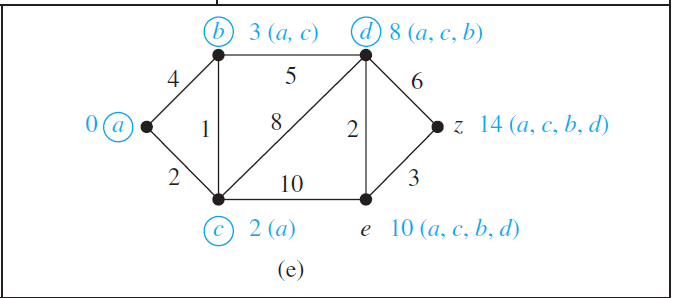 b 3 (a, c) d 8 (a, c, b)
4 5 6
0 a 1 8 2 z 14 (a, c, b, d)
2 10 3
c 2 (a) e 10 (a, c, b, d)
(e)